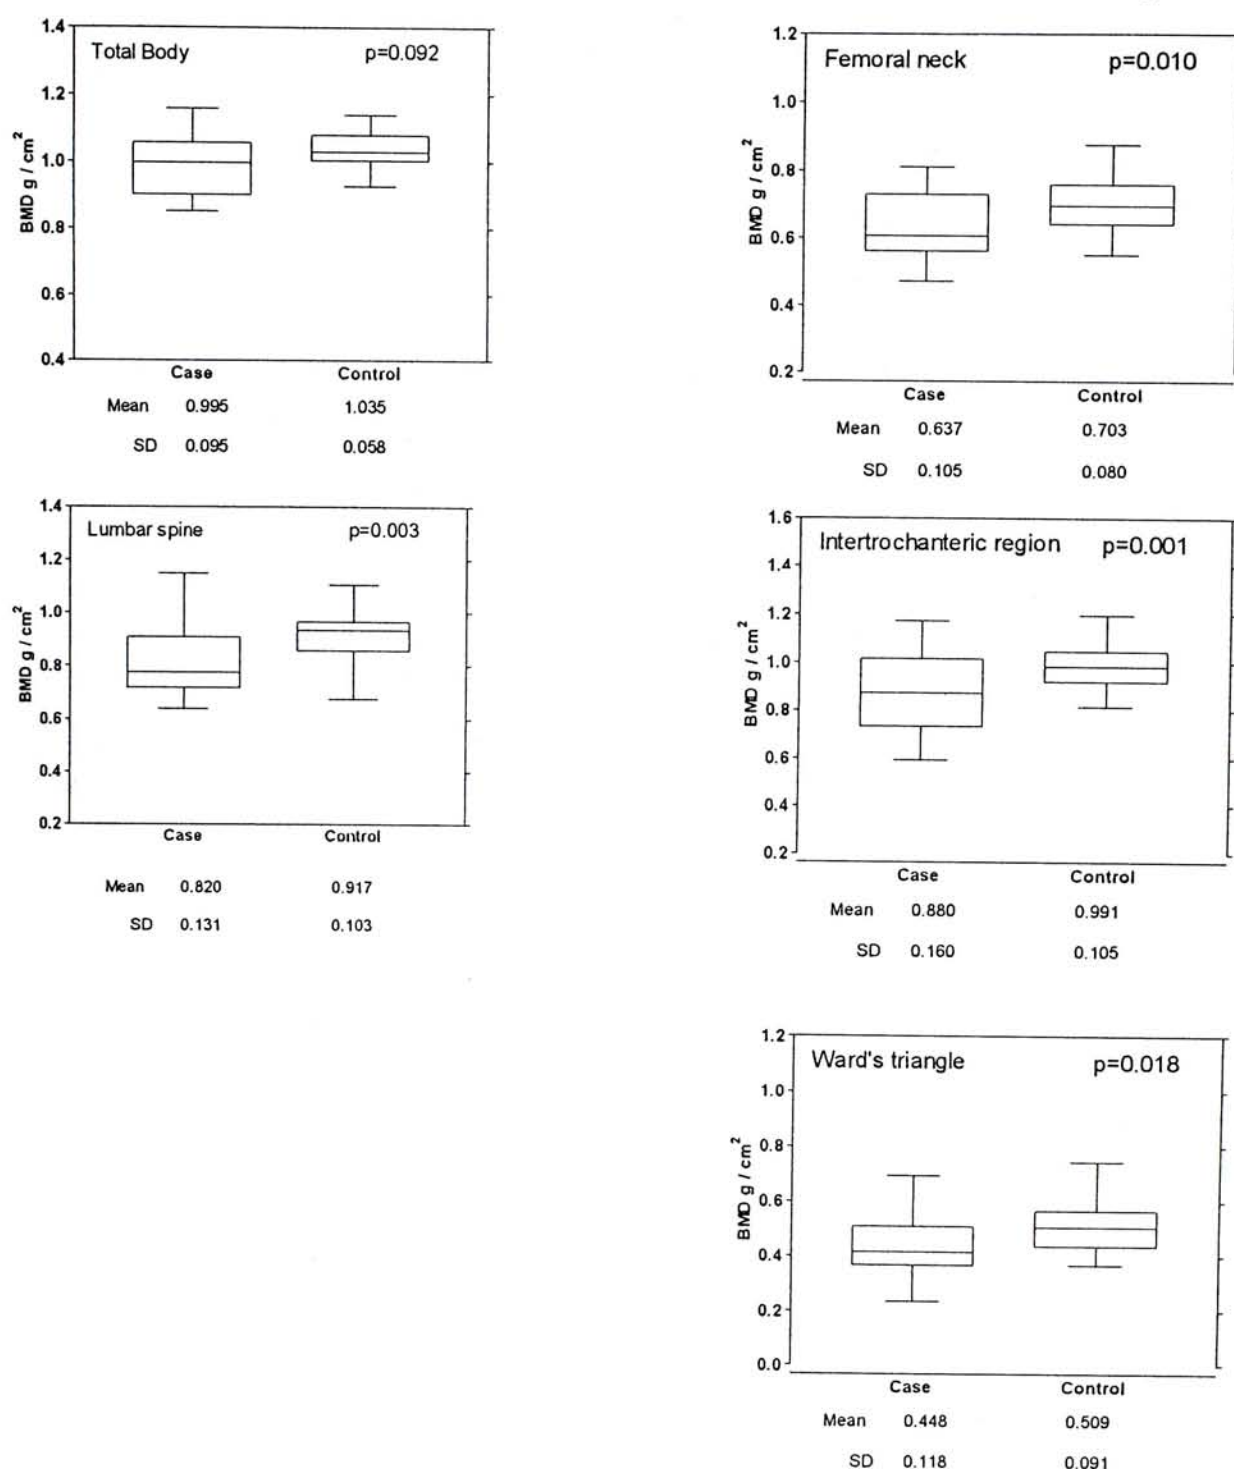 Total Body p=0.092
1.4
1.2
1.0
0.8
0.6
0.4
BMD g / cm²
Case Control
Mean 0.995 1.035
SD 0.095 0.058
Femoral neck p=0.010
1.2
1.0
0.8
0.6
0.4
0.2
BMD g / cm²
Case Control
Mean 0.637 0.703
SD 0.105 0.080
Lumbar spine p=0.003
1.4
1.2
1.0
0.8
0.6
0.4
0.2
BMD g / cm²
Case Control
Mean 0.820 0.917
SD 0.131 0.103
Intertrochanteric region p=0.001
1.6
1.4
1.2
1.0
0.8
0.6
0.4
0.2
BMD g / cm²
Case Control
Mean 0.880 0.991
SD 0.160 0.105
Ward's triangle p=0.018
1.2
1.0
0.8
0.6
0.4
0.2
0.0
BMD g / cm²
Case Control
Mean 0.448 0.509
SD 0.118 0.091